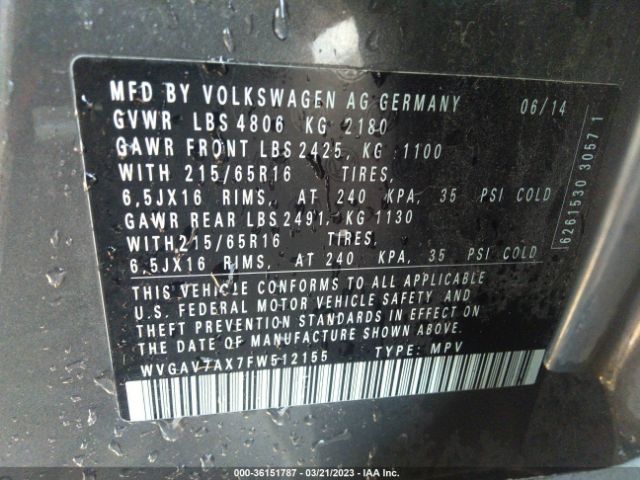 MFD BY VOLKSWAGEN AG GERMANY 06/14
GVWR LBS 4806 KG 2180
GAWR FRONT LBS 2425, KG 1100
WITH 215/65R16 TIRES,
6,5JX16 RIMS, AT 240 KPA, 35 PSI COLD
GAWR REAR LBS 2491, KG 1130
WITH 215/65R16 TIRES,
6,5JX16 RIMS, AT 240 KPA, 35 PSI COLD
THIS VEHICLE CONFORMS TO ALL APPLICABLE
U.S. FEDERAL MOTOR VEHICLE SAFETY AND
THEFT PREVENTION STANDARDS IN EFFECT ON
THE DATE OF MANUFACTURE SHOWN ABOVE.
WVGAV7AX7FW512155 TYPE: MPV
6261530 3057 1
000-36151787 — 03/21/2023 — IAA Inc.